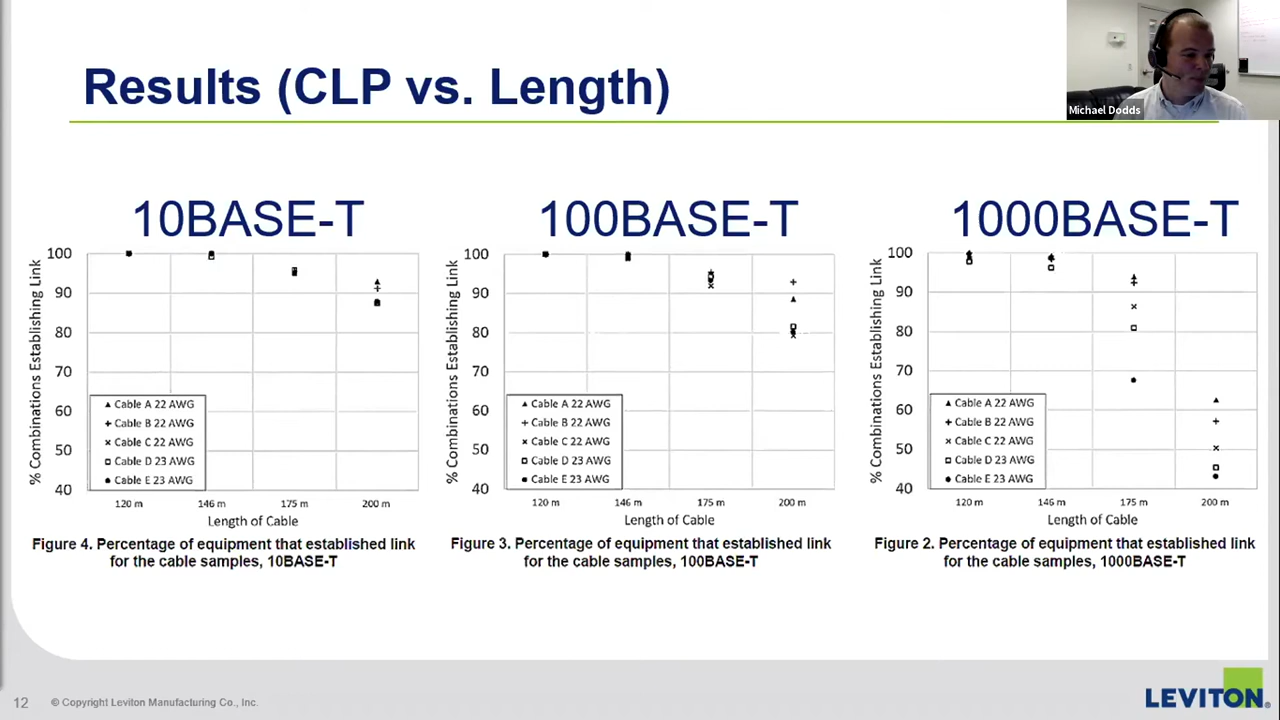 Results (CLP vs. Length)
Michael Dodds
10BASE-T
% Combinations Establishing Link
100
90
80
70
60
50
40
Cable A 22 AWG
Cable B 22 AWG
Cable C 22 AWG
Cable D 23 AWG
Cable E 23 AWG
120 m 146 m 175 m 200 m
Length of Cable
Figure 4. Percentage of equipment that established link
for the cable samples, 10BASE-T
100BASE-T
% Combinations Establishing Link
100
90
80
70
60
50
40
Cable A 22 AWG
Cable B 22 AWG
Cable C 22 AWG
Cable D 23 AWG
Cable E 23 AWG
120 m 146 m 175 m 200 m
Length of Cable
Figure 3. Percentage of equipment that established link
for the cable samples, 100BASE-T
1000BASE-T
% Combinations Establishing Link
100
90
80
70
60
50
40
Cable A 22 AWG
Cable B 22 AWG
Cable C 22 AWG
Cable D 23 AWG
Cable E 23 AWG
120 m 146 m 175 m 200 m
Length of Cable
Figure 2. Percentage of equipment that established link
for the cable samples, 1000BASE-T
12 © Copyright Leviton Manufacturing Co., Inc.
LEVITON®